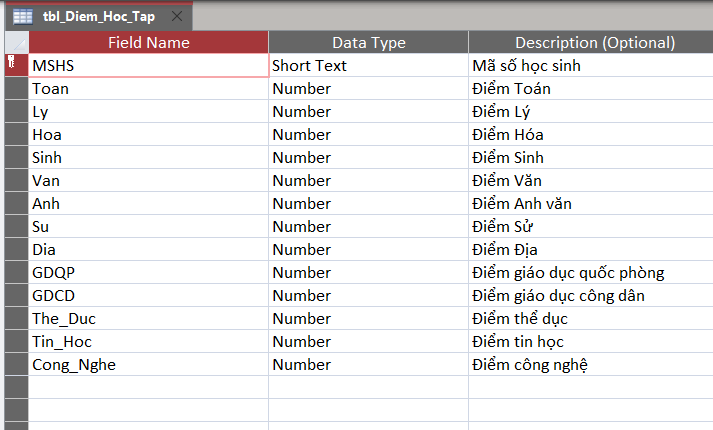 tbl_Diem_Hoc_Tap
Field Name Data Type Description (Optional)
MSHS Short Text Mã số học sinh
Toan Number Điểm Toán
Ly Number Điểm Lý
Hoa Number Điểm Hóa
Sinh Number Điểm Sinh
Van Number Điểm Văn
Anh Number Điểm Anh văn
Su Number Điểm Sử
Dia Number Điểm Địa
GDQP Number Điểm giáo dục quốc phòng
GDCD Number Điểm giáo dục công dân
The_Duc Number Điểm thể dục
Tin_Hoc Number Điểm tin học
Cong_Nghe Number Điểm công nghệ